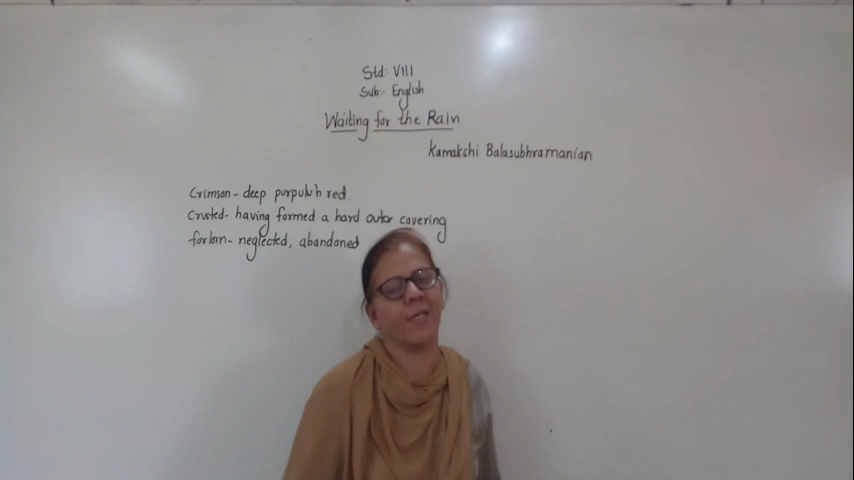 Std: VIII
Sub:- English
Waiting for the Rain
Kamakshi Balasubhramanian
Crimson - deep purpulish red.
Crusted - having formed a hard outer covering
forlorn - neglected, abandoned